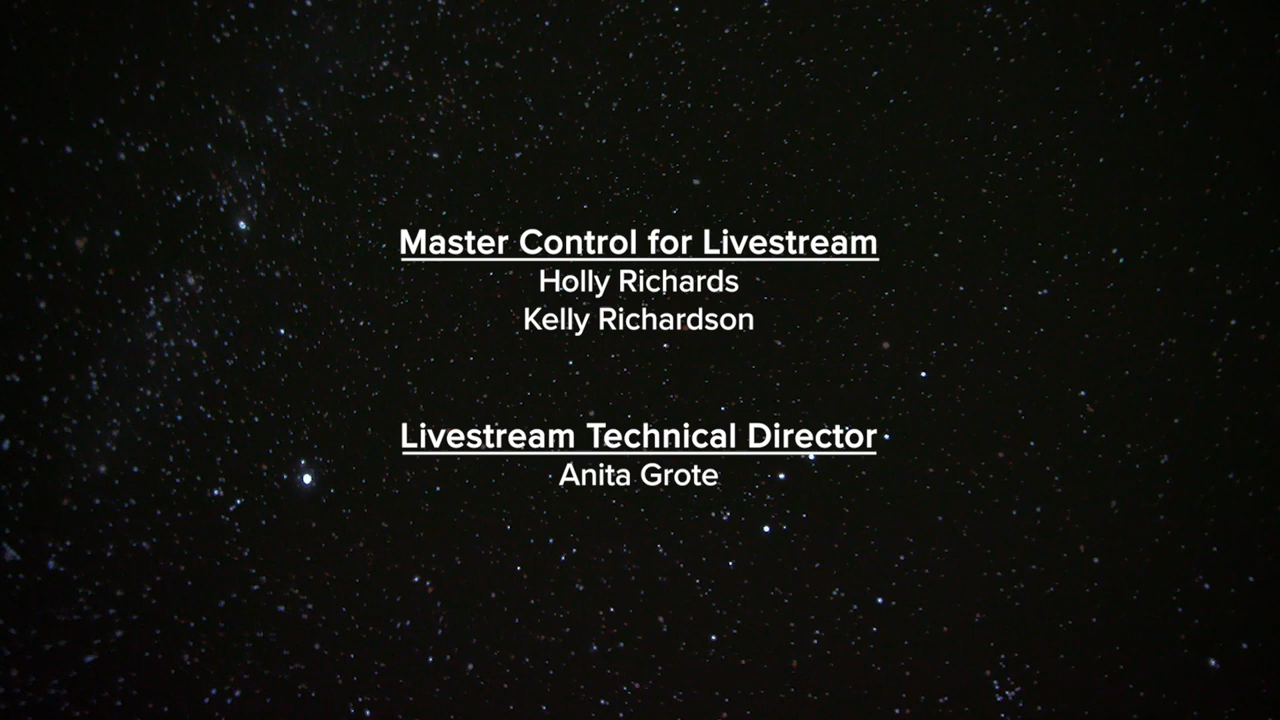 Master Control for Livestream
Holly Richards
Kelly Richardson
Livestream Technical Director
Anita Grote